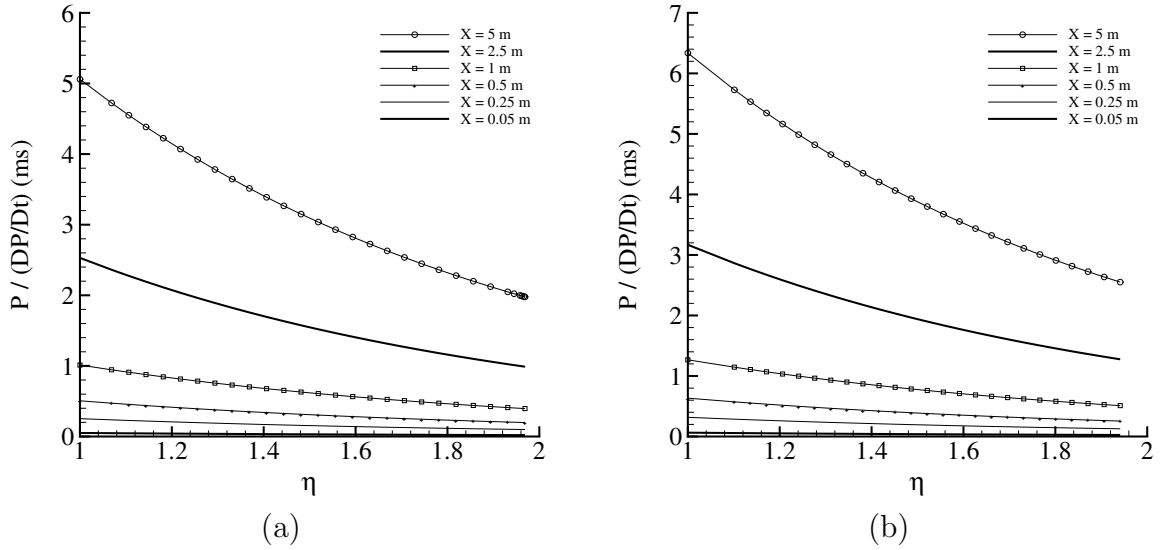 6
5
4
3
2
1
0
P / (DP/Dt) (ms)
1 1.2 1.4 1.6 1.8 2
η
X = 5 m
X = 2.5 m
X = 1 m
X = 0.5 m
X = 0.25 m
X = 0.05 m
(a)
7
6
5
4
3
2
1
0
P / (DP/Dt) (ms)
1 1.2 1.4 1.6 1.8 2
η
X = 5 m
X = 2.5 m
X = 1 m
X = 0.5 m
X = 0.25 m
X = 0.05 m
(b)